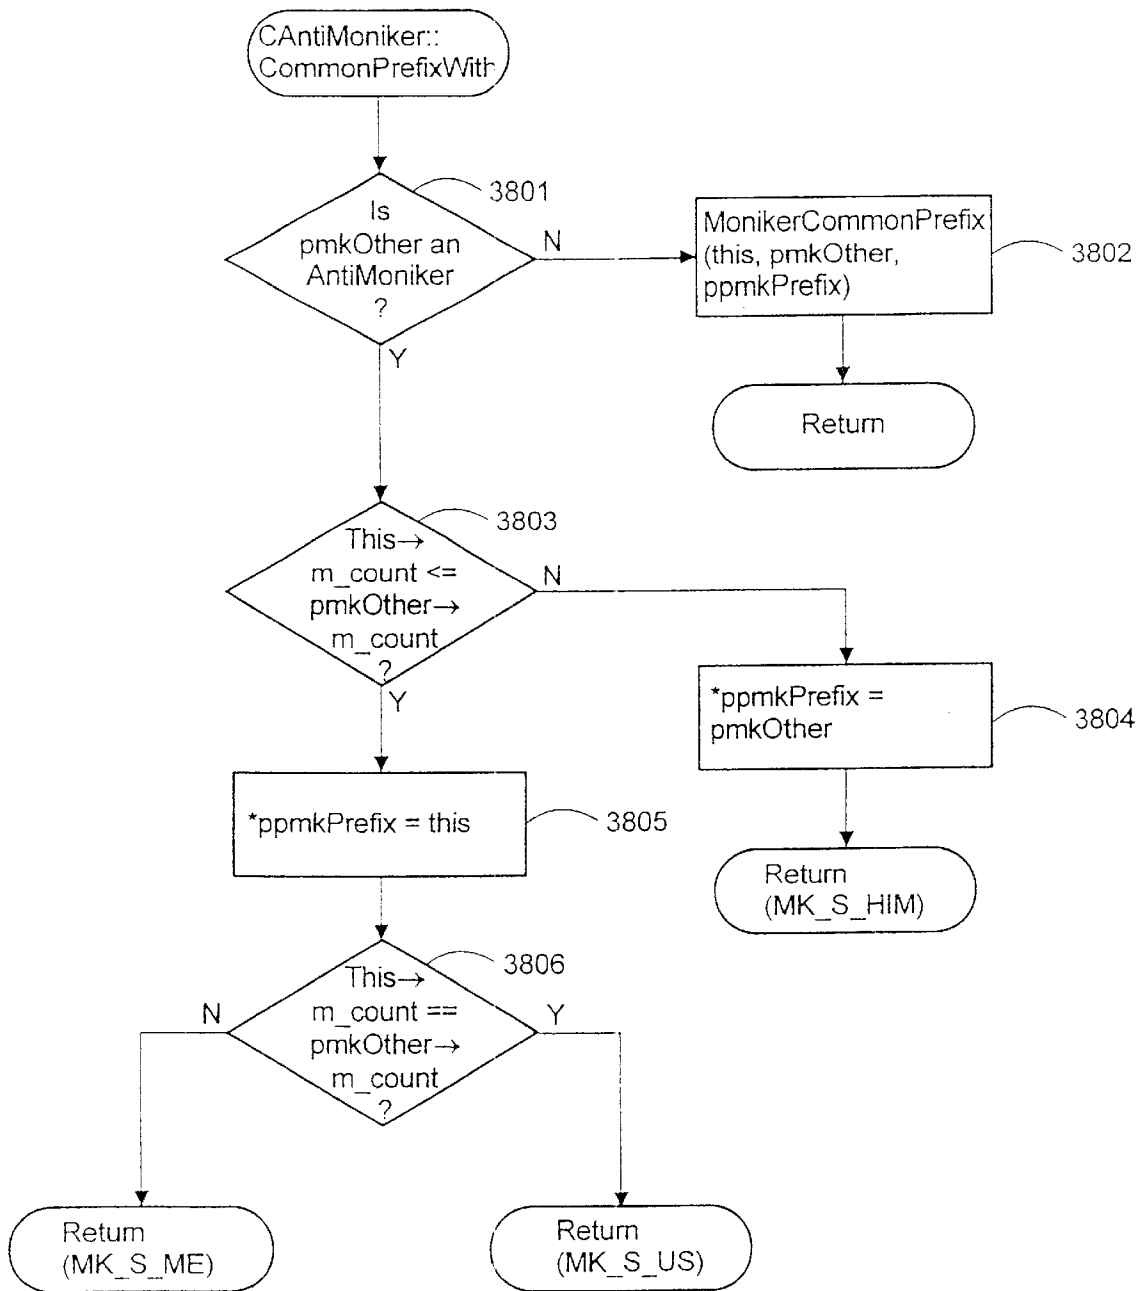 CAntiMoniker::
CommonPrefixWith
3801
Is
pmkOther an
AntiMoniker
?
N
Y
MonikerCommonPrefix
(this, pmkOther,
ppmkPrefix)
3802
Return
3803
This→
m_count <=
pmkOther→
m_count
?
N
Y
*ppmkPrefix =
pmkOther
3804
*ppmkPrefix = this
3805
Return
(MK_S_HIM)
3806
This→
m_count ==
pmkOther→
m_count
?
N
Y
Return
(MK_S_ME)
Return
(MK_S_US)